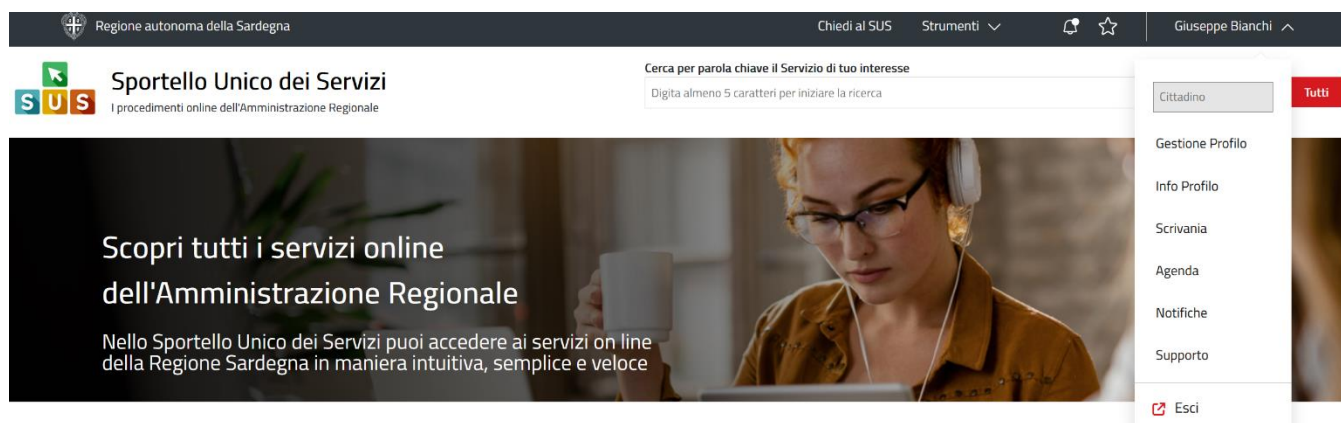 Regione autonoma della Sardegna
Chiedi al SUS
Strumenti
Giuseppe Bianchi
SUS
Sportello Unico dei Servizi
I procedimenti online dell'Amministrazione Regionale
Cerca per parola chiave il Servizio di tuo interesse
Digita almeno 5 caratteri per iniziare la ricerca
Tutti
Cittadino
Gestione Profilo
Info Profilo
Scrivania
Agenda
Notifiche
Supporto
Esci
Scopri tutti i servizi online
dell'Amministrazione Regionale
Nello Sportello Unico dei Servizi puoi accedere ai servizi on line
della Regione Sardegna in maniera intuitiva, semplice e veloce